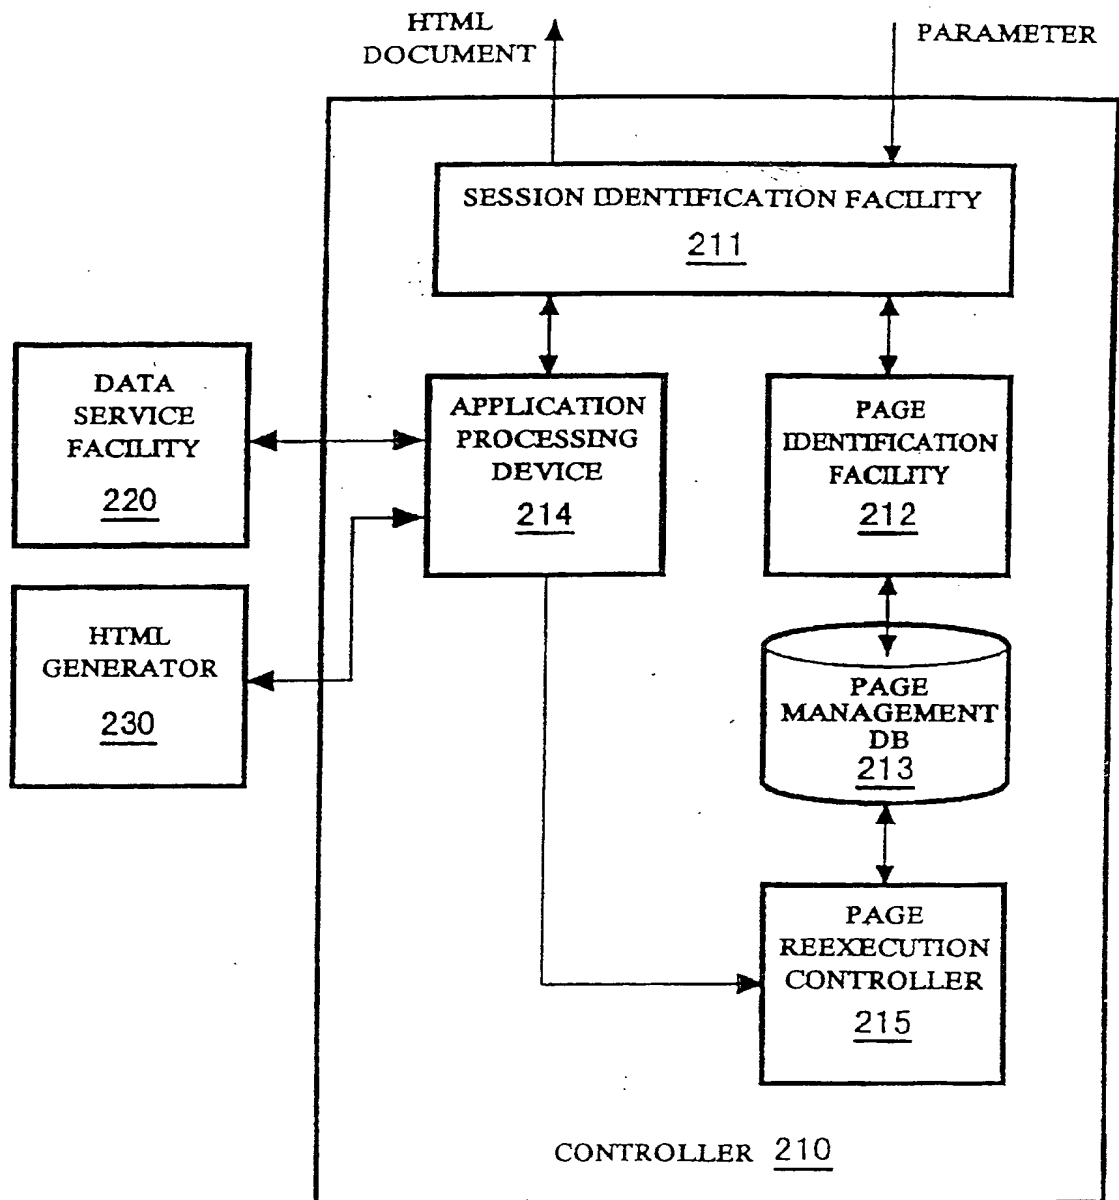 HTML
DOCUMENT
PARAMETER
SESSION IDENTIFICATION FACILITY
211
DATA
SERVICE
FACILITY
220
APPLICATION
PROCESSING
DEVICE
214
PAGE
IDENTIFICATION
FACILITY
212
HTML
GENERATOR
230
PAGE
MANAGEMENT
DB
213
PAGE
REEXECUTION
CONTROLLER
215
CONTROLLER 210